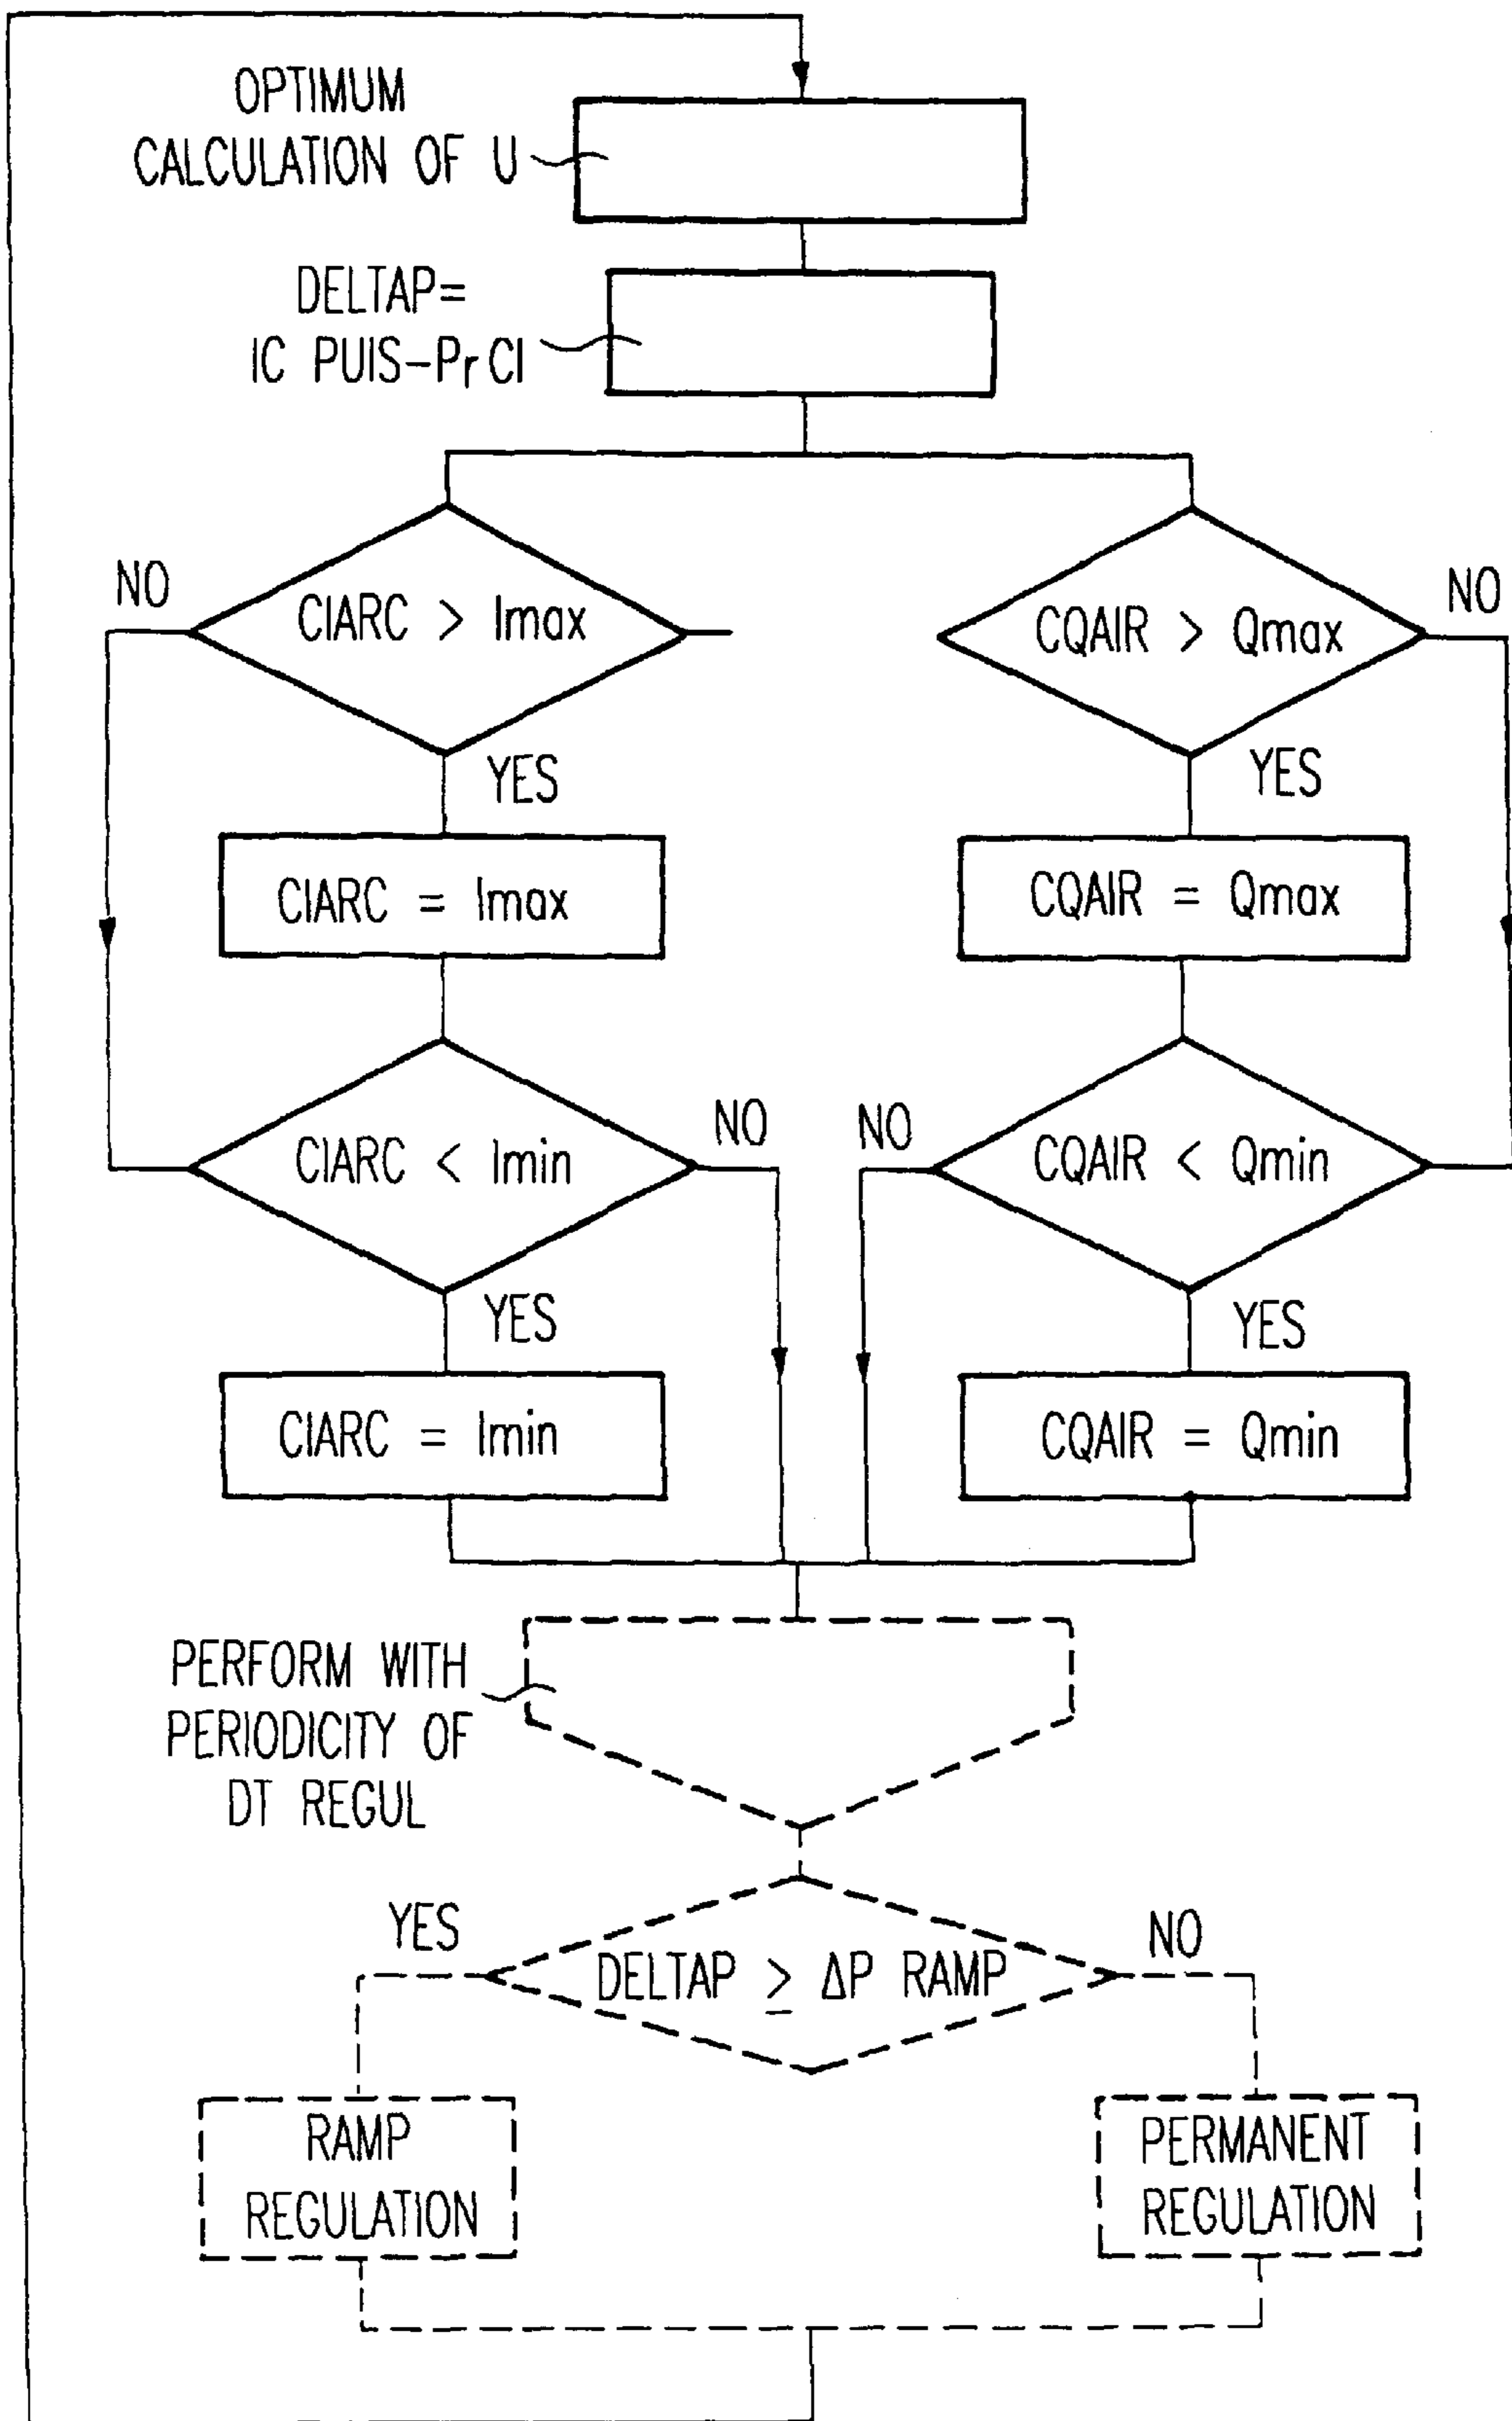 OPTIMUM
CALCULATION OF U
DELTAP=
IC PUIS-Pr CI
NO
CIARC > Imax
CQAIR > Qmax
NO
YES
YES
CIARC = Imax
CQAIR = Qmax
CIARC < Imin
NO
NO
CQAIR < Qmin
YES
YES
CIARC = Imin
CQAIR = Qmin
PERFORM WITH
PERIODICITY OF
DT REGUL
YES
DELTAP ≥ ΔP RAMP
NO
RAMP
REGULATION
PERMANENT
REGULATION